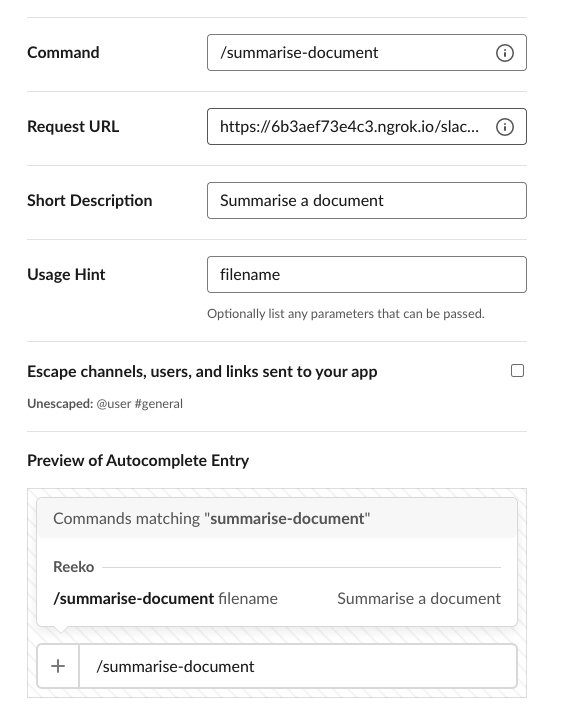 Command
/summarise-document
Request URL
https://6b3aef73e4c3.ngrok.io/slac...
Short Description
Summarise a document
Usage Hint
filename
Optionally list any parameters that can be passed.
Escape channels, users, and links sent to your app
Unescaped: @user #general
Preview of Autocomplete Entry
Commands matching "summarise-document"
Reeko
/summarise-document filename Summarise a document
/summarise-document